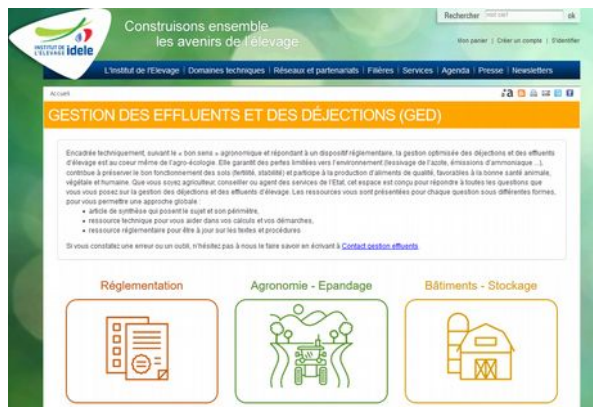 Rechercher mot clé? ok
Construisons ensemble
les avenirs de l'élevage
Mon panier | Créer un compte | S'identifier
INSTITUT DE
L'ELEVAGE idele
L'Institut de l'Elevage | Domaines techniques | Réseaux et partenariats | Filières | Services | Agenda | Presse | Newsletters
Accueil
GESTION DES EFFLUENTS ET DES DÉJECTIONS (GED)
Encadrée techniquement, suivant le « bon sens » agronomique et répondant à un dispositif réglementaire, la gestion optimisée des déjections et des effluents
d'élevage est au coeur même de l'agro-écologie. Elle garantit des pertes limitées vers l'environnement (lessivage de l'azote, émissions d'ammoniaque ...),
contribue à préserver le bon fonctionnement des sols (fertilité, stabilité) et participe à la production d'aliments de qualité, favorables à la bonne santé animale,
végétale et humaine. Que vous soyez agriculteur, conseiller ou agent des services de l'Etat, cet espace est conçu pour répondre à toutes les questions que
vous vous posez sur la gestion des déjections et des effluents d'élevage. Les ressources vous sont présentées pour chaque question sous différentes formes,
pour vous permettre une approche globale :
• article de synthèse qui posent le sujet et son périmètre,
• ressource technique pour vous aider dans vos calculs et vos démarches,
• ressource réglementaire pour être à jour sur les textes et procédures
Si vous constatez une erreur ou un oubli, n'hésitez pas à nous le faire savoir en écrivant à Contact gestion effluents.
Réglementation
Agronomie - Epandage
Bâtiments - Stockage